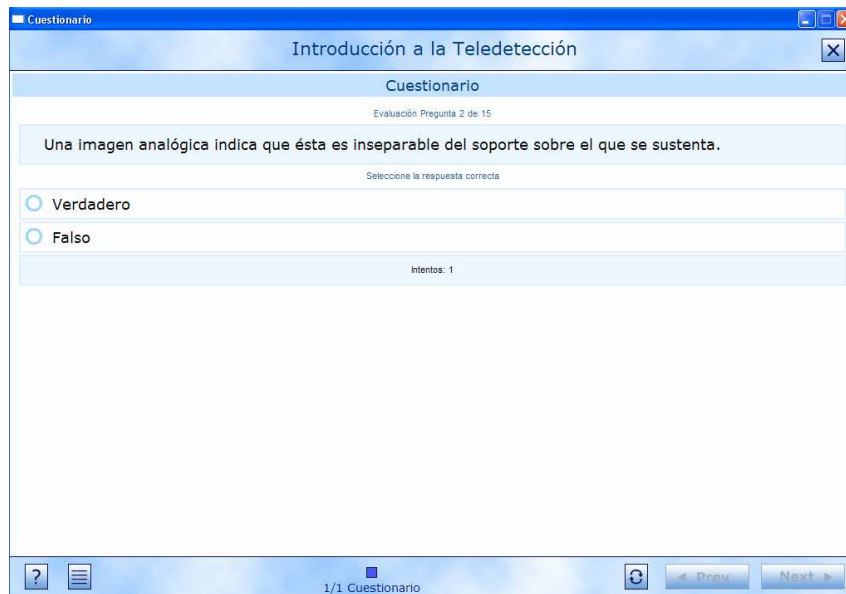 Cuestionario
Introducción a la Teledetección
Cuestionario
Evaluación Pregunta 2 de 15
Una imagen analógica indica que ésta es inseparable del soporte sobre el que se sustenta.
Seleccione la respuesta correcta
Verdadero
Falso
Intentos: 1
?
1/1 Cuestionario
Prev
Next